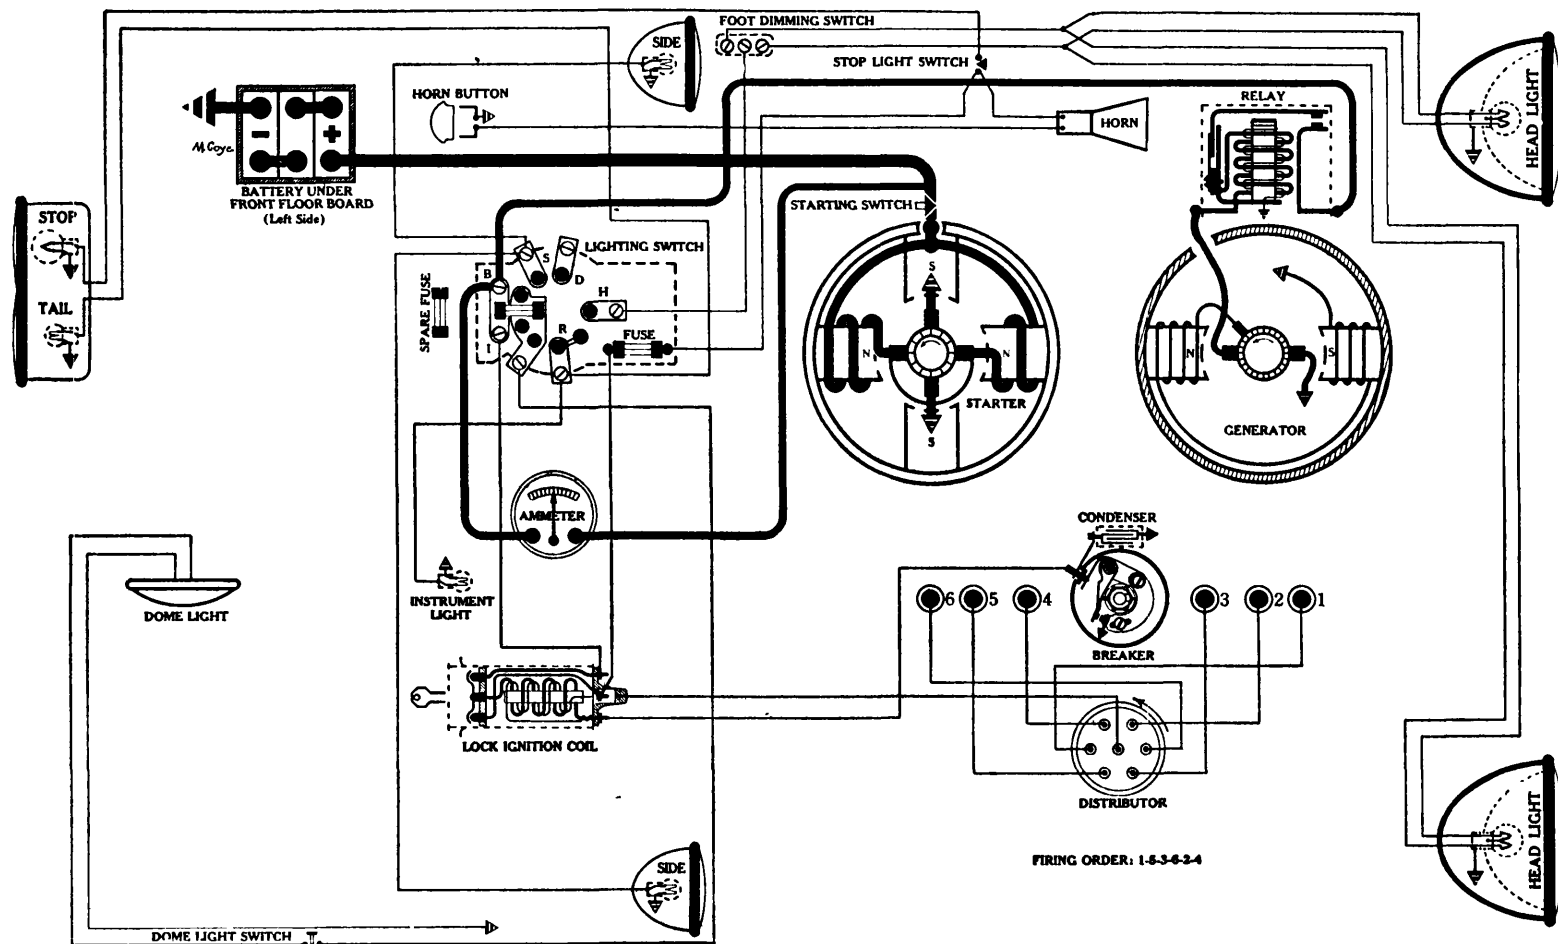 FOOT DIMMING SWITCH
SIDE
STOP LIGHT SWITCH
HORN BUTTON
RELAY
HORN
HEAD LIGHT
− +
BATTERY UNDER
FRONT FLOOR BOARD
(Left Side)
STARTING SWITCH
STOP
TAIL
LIGHTING SWITCH
B
S
D
H
R
I
SPARE FUSE
FUSE
S
N
N
S
STARTER
N
S
GENERATOR
AMMETER
CONDENSER
DOME LIGHT
INSTRUMENT
LIGHT
6 5 4 3 2 1
BREAKER
LOCK IGNITION COIL
DISTRIBUTOR
HEAD LIGHT
FIRING ORDER: 1-5-3-6-2-4
SIDE
DOME LIGHT SWITCH